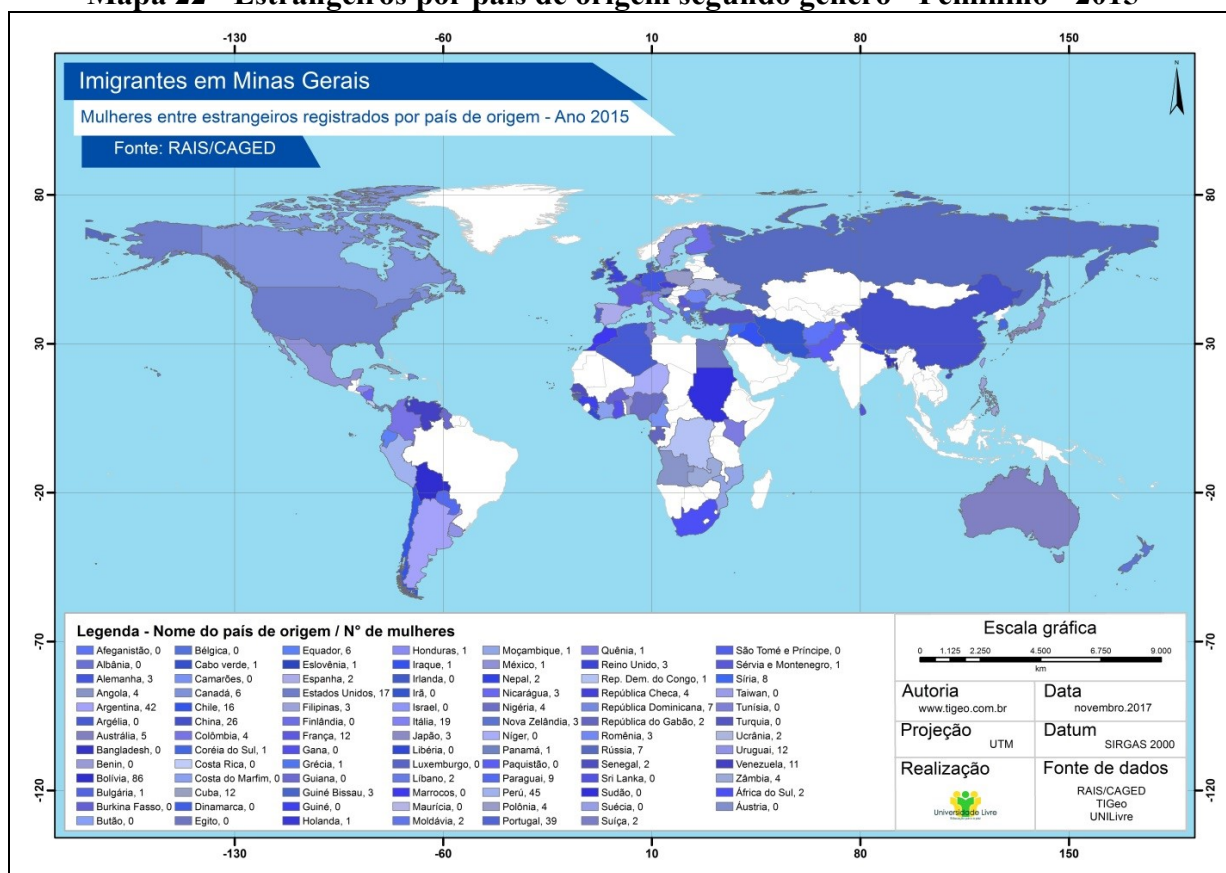 Mapa 22 - Estrangeiros por país de origem segundo gênero - Feminino - 2015
-130 -60 10 80 150
Imigrantes em Minas Gerais
Mulheres entre estrangeiros registrados por país de origem - Ano 2015
Fonte: RAIS/CAGED
N
80 80
30 30
-20 -20
-70 -70
-120 -120
Legenda - Nome do país de origem / N° de mulheres
Afeganistão, 0
Albânia, 0
Alemanha, 3
Angola, 4
Argentina, 42
Argélia, 0
Austrália, 5
Bangladesh, 0
Benin, 0
Bolívia, 86
Bulgária, 1
Burkina Fasso, 0
Butão, 0
Bélgica, 0
Cabo verde, 1
Camarões, 0
Canadá, 6
Chile, 16
China, 26
Colômbia, 4
Coréia do Sul, 1
Costa Rica, 0
Costa do Marfim, 0
Cuba, 12
Dinamarca, 0
Egito, 0
Equador, 6
Eslovênia, 1
Espanha, 2
Estados Unidos, 17
Filipinas, 3
Finlândia, 0
França, 12
Gana, 0
Grécia, 1
Guiana, 0
Guiné Bissau, 3
Guiné, 0
Holanda, 1
Honduras, 1
Iraque, 1
Irlanda, 0
Irã, 0
Israel, 0
Itália, 19
Japão, 3
Libéria, 0
Luxemburgo, 0
Líbano, 2
Marrocos, 0
Maurícia, 0
Moldávia, 2
Moçambique, 1
México, 1
Nepal, 2
Nicarágua, 3
Nigéria, 4
Nova Zelândia, 3
Níger, 0
Panamá, 1
Paquistão, 0
Paraguai, 9
Perú, 45
Polônia, 4
Portugal, 39
Quênia, 1
Reino Unido, 3
Rep. Dem. do Congo, 1
República Checa, 4
República Dominicana, 7
República do Gabão, 2
Romênia, 3
Rússia, 7
Senegal, 2
Sri Lanka, 0
Sudão, 0
Suécia, 0
Suíça, 2
São Tomé e Príncipe, 0
Sérvia e Montenegro, 1
Síria, 8
Taiwan, 0
Tunísia, 0
Turquia, 0
Ucrânia, 2
Uruguai, 12
Venezuela, 11
Zâmbia, 4
África do Sul, 2
Áustria, 0
Escala gráfica
0 1.125 2.250 4.500 6.750 9.000
km
Autoria
www.tigeo.com.br
Data
novembro.2017
Projeção
UTM
Datum
SIRGAS 2000
Realização
Universidade Livre
Fonte de dados
RAIS/CAGED
TIGeo
UNILivre
-130 -60 10 80 150